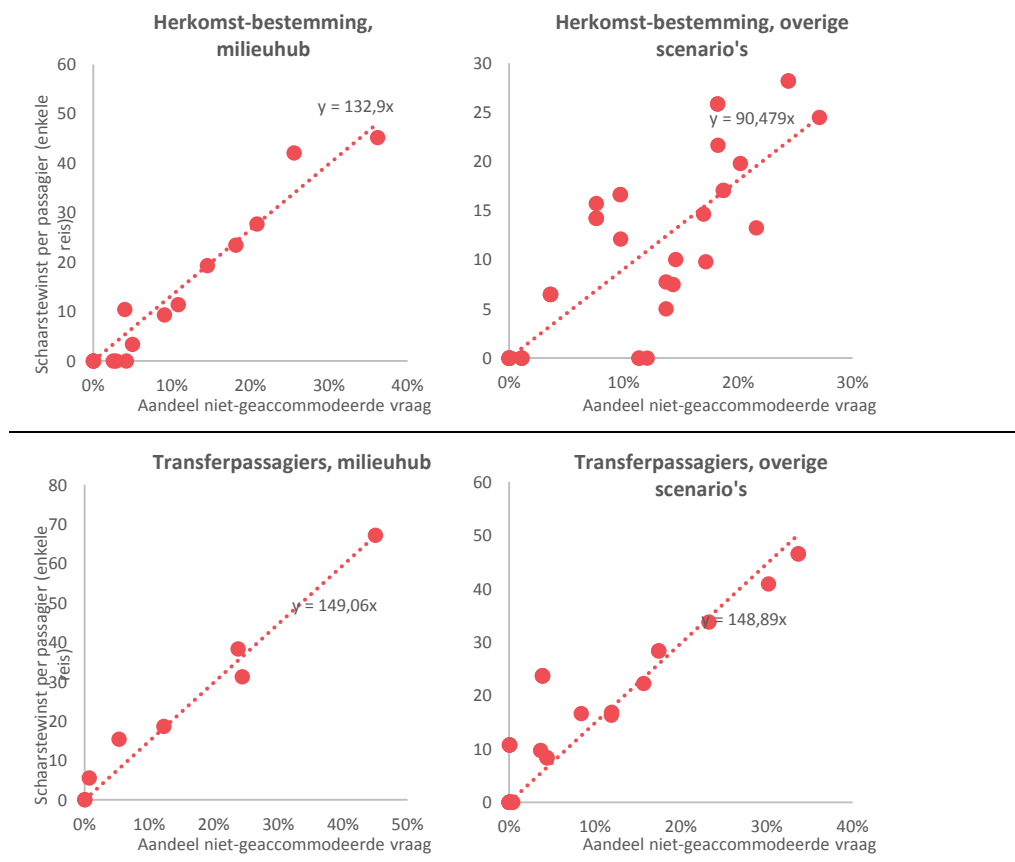 Herkomst-bestemming,
milieuhub
60
50
40
30
20
10
0
Schaarstewinst per passagier (enkele
reis)
y = 132,9x
0% 10% 20% 30% 40%
Aandeel niet-geaccommodeerde vraag
Herkomst-bestemming, overige
scenario's
30
25
20
15
10
5
0
y = 90,479x
0% 10% 20% 30%
Aandeel niet-geaccommodeerde vraag
Transferpassagiers, milieuhub
80
70
60
50
40
30
20
10
0
Schaarstewinst per passagier (enkele
reis)
y = 149,06x
0% 10% 20% 30% 40% 50%
Aandeel niet-geaccommodeerde vraag
Transferpassagiers, overige
scenario's
60
50
40
30
20
10
0
y = 148,89x
0% 10% 20% 30% 40%
Aandeel niet-geaccommodeerde vraag